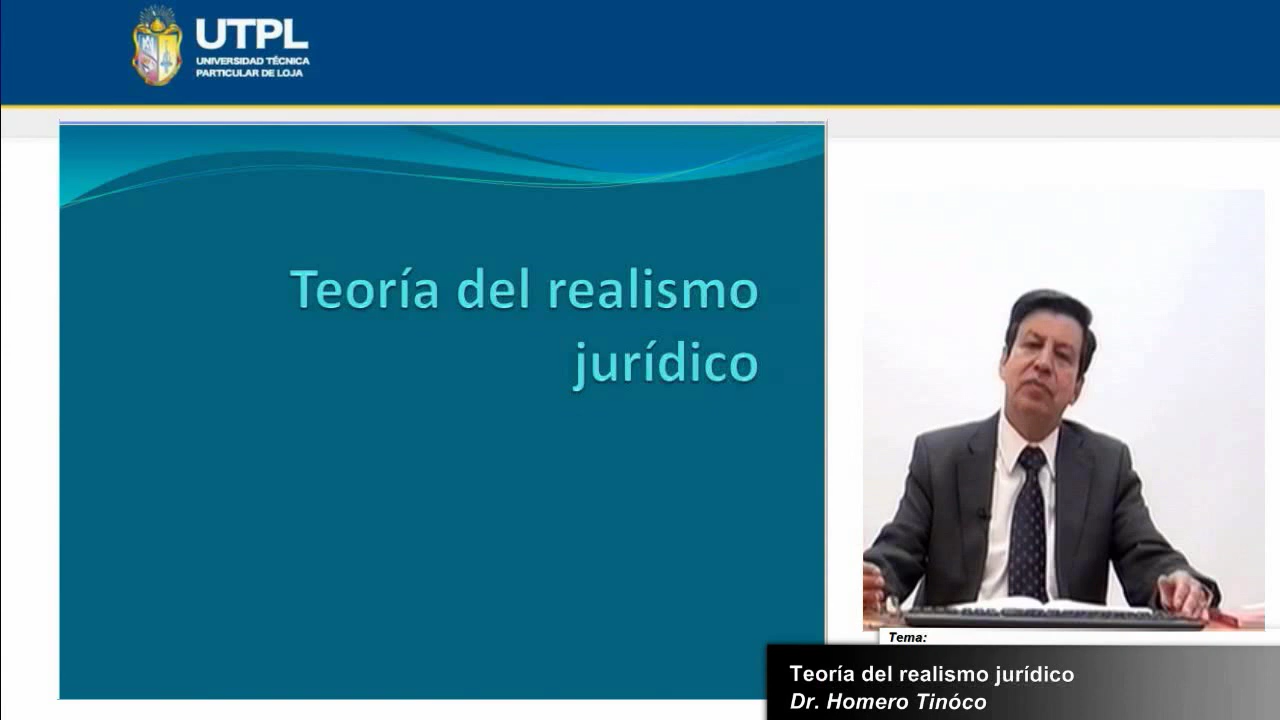 UTPL
UNIVERSIDAD TÉCNICA
PARTICULAR DE LOJA
Teoría del realismo
jurídico
Tema:
Teoría del realismo jurídico
Dr. Homero Tinóco